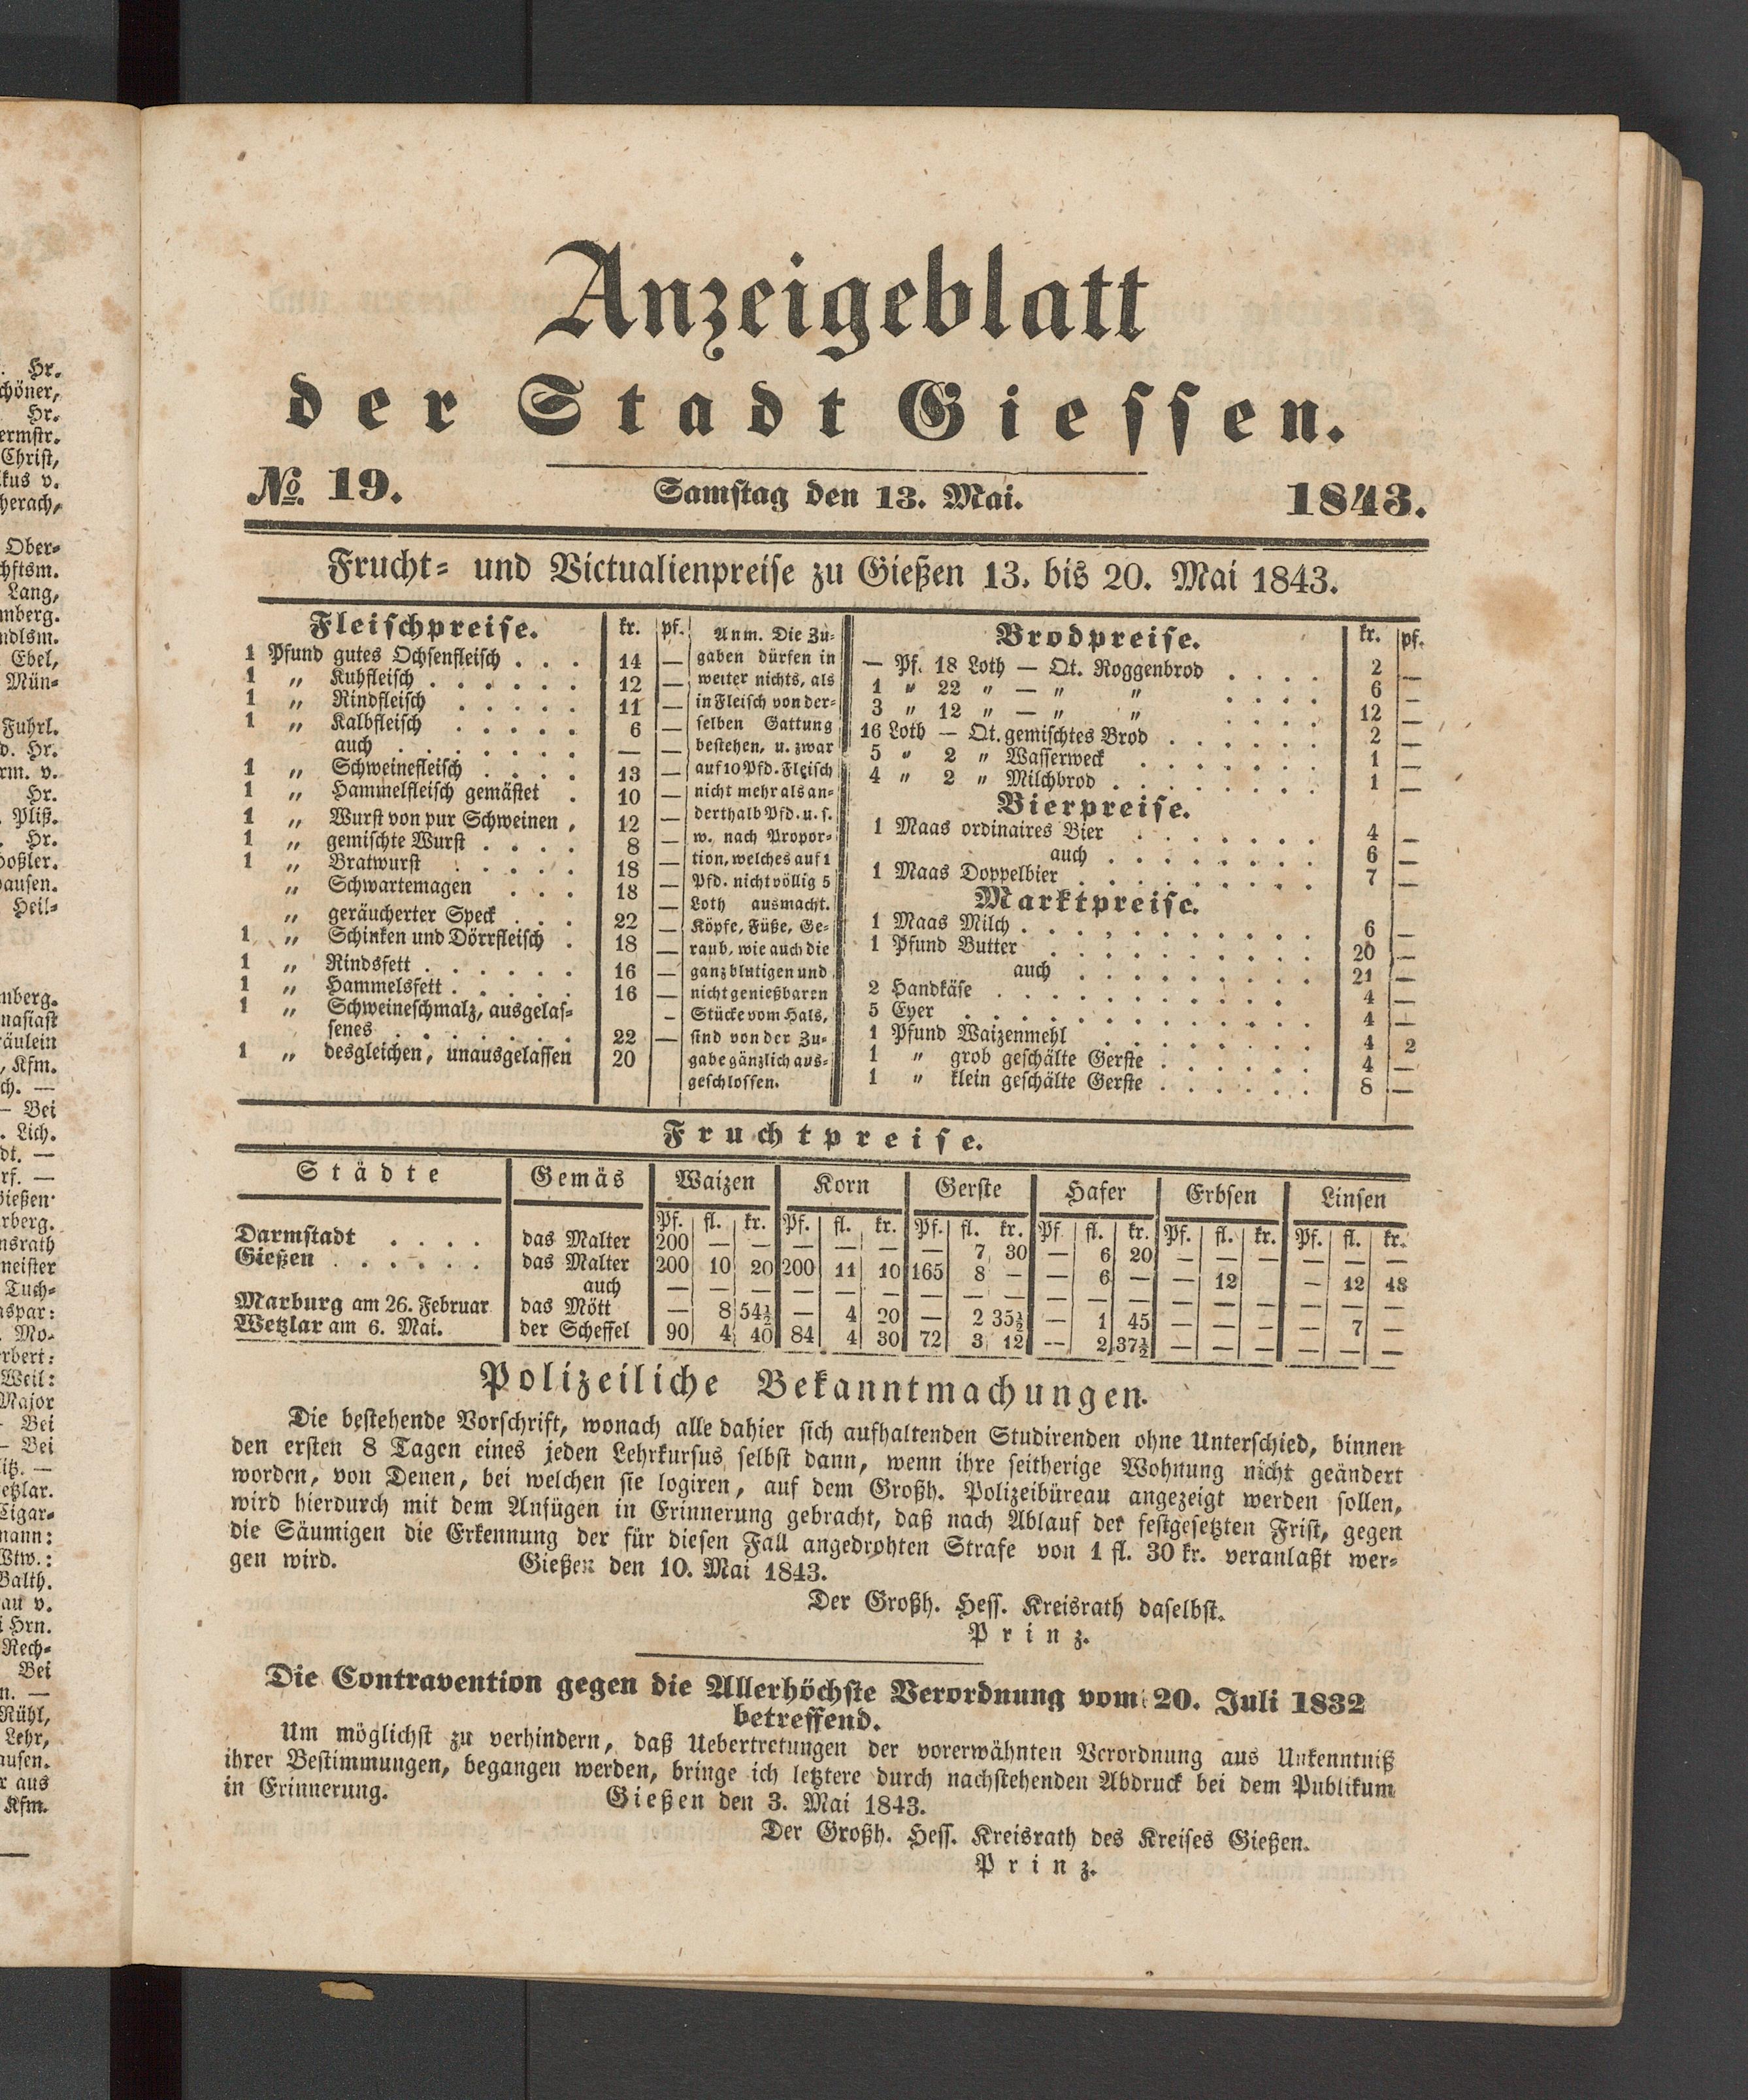 Anzeigeblatt
der Stadt Giessen.
No. 19. Samstag den 13. Mai. 1843.
Frucht- und Victualienpreise zu Gießen 13. bis 20. Mai 1843.
Fleischpreise. kr. pf.
1 Pfund gutes Ochsenfleisch . . . 14 —
1 „ Kuhfleisch . . . . . . 12 —
1 „ Rindfleisch . . . . . 11 —
1 „ Kalbfleisch . . . . . 6 —
auch . . . . . . . — —
1 „ Schweinefleisch . . . . 13 —
1 „ Hammelfleisch gemästet . 10 —
1 „ Wurst von pur Schweinen . 12 —
1 „ gemischte Wurst . . . . 8 —
1 „ Bratwurst . . . . . 18 —
„ Schwartemagen . . . 18 —
„ geräucherter Speck . . . 22 —
1 „ Schinken und Dörrfleisch . 18 —
1 „ Rindsfett . . . . . . 16 —
1 „ Hammelsfett . . . . . 16 —
1 „ Schweineschmalz, ausgelas-
senes . . . . . . . 22 —
1 „ desgleichen, unausgelassen 20
Anm. Die Zu-
gaben dürfen in
weiter nichts, als
in Fleisch von der-
selben Gattung
bestehen, u. zwar
auf 10 Pfd. Fleisch
nicht mehr als an-
derthalb Pfd. u. s.
w. nach Propor-
tion, welches auf 1
Pfd. nicht völlig 5
Loth ausmacht.
Köpfe, Füße, Ge-
raub, wie auch die
ganz blutigen und
nicht genießbaren
Stücke vom Hals,
sind von der Zu-
gabe gänzlich aus-
geschlossen.
Brodpreise. kr. pf.
— Pf. 18 Loth — Qt. Roggenbrod . . . . 2 —
1 „ 22 „ — „ „ . . . . 6 —
3 „ 12 „ — „ „ . . . . 12 —
16 Loth — Qt. gemischtes Brod . . . . . . 2 —
5 „ 2 „ Wasserweck . . . . . . . 1 —
4 „ 2 „ Milchbrod . . . . . . . . 1 —
Bierpreise.
1 Maas ordinaires Bier . . . . . . . 4 —
auch . . . . . . . . 6 —
1 Maas Doppelbier . . . . . . . . . 7 —
Marktpreise.
1 Maas Milch . . . . . . . . . . 6 —
1 Pfund Butter . . . . . . . . . . 20 —
auch . . . . . . . . . 21 —
2 Handkäse . . . . . . . . . . . 4 —
5 Eyer . . . . . . . . . . . . 4 —
1 Pfund Waizenmehl . . . . . . . . 4 2
1 „ grob geschälte Gerste . . . . . . 4 —
1 „ klein geschälte Gerste . . . . . . 8 —
Fruchtpreise.
Städte Gemäs Waizen Korn Gerste Hafer Erbsen Linsen
Pf. fl. kr. Pf. fl. kr. Pf. fl. kr. Pf fl. kr. Pf. fl. kr. Pf. fl. kr.
Darmstadt . . . . das Malter 200 — — — — — — 7 30 — 6 20 — — — — — —
Gießen . . . . . . das Malter 200 10 20 200 11 10 165 8 — — 6 — — 12 — 12 48
auch — — — — — — — — — — — — — — — — — —
Marburg am 26. Februar das Mött — 8 54½ — 4 20 — 2 35½ — 1 45 — — — — 7 —
Wetzlar am 6. Mai. der Scheffel 90 4 40 84 4 30 72 3 12 — 2 37½ — — — — — —
Polizeiliche Bekanntmachungen.
Die bestehende Vorschrift, wonach alle dahier sich aufhaltenden Studirenden ohne Unterschied, binnen
den ersten 8 Tagen eines jeden Lehrkursus selbst dann, wenn ihre seitherige Wohnung nicht geändert
worden, von Denen, bei welchen sie logiren, auf dem Großh. Polizeibüreau angezeigt werden sollen,
wird hierdurch mit dem Anfügen in Erinnerung gebracht, daß nach Ablauf der festgesetzten Frist, gegen
die Säumigen die Erkennung der für diesen Fall angedrohten Strafe von 1 fl. 30 kr. veranlaßt wer-
gen wird. Gießen den 10. Mai 1843.
Der Großh. Hess. Kreisrath daselbst.
Prinz.
Die Contravention gegen die Allerhöchste Verordnung vom 20. Juli 1832
betreffend.
Um möglichst zu verhindern, daß Uebertretungen der vorerwähnten Verordnung aus Unkenntniß
ihrer Bestimmungen, begangen werden, bringe ich letztere durch nachstehenden Abdruck bei dem Publikum
in Erinnerung. Gießen den 3. Mai 1843.
Der Großh. Hess. Kreisrath des Kreises Gießen.
Prinz.